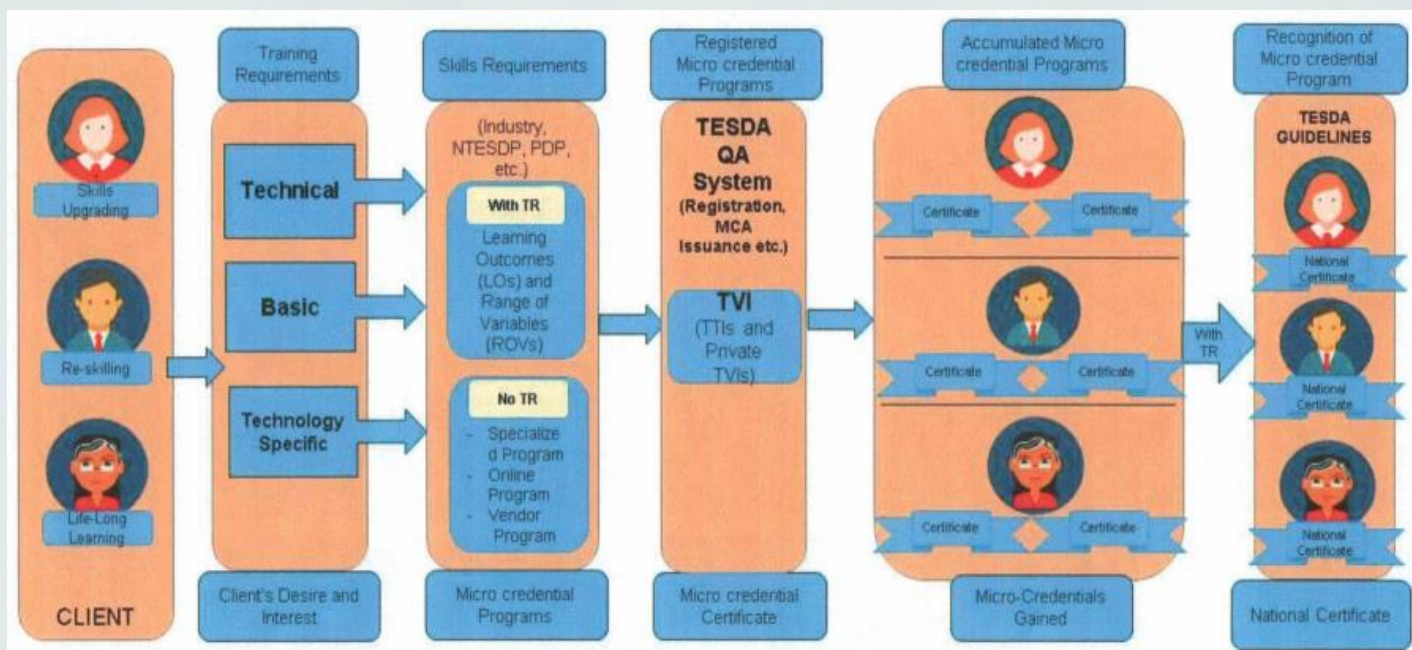 Skills
Upgrading
Re-skilling
Life-Long
Learning
CLIENT
Training
Requirements
Technical
Basic
Technology
Specific
Client's Desire and
Interest
Skills Requirements
(Industry,
NTESDP, PDP,
etc.)
With TR
Learning
Outcomes
(LOs) and
Range of
Variables
(ROVs)
No TR
- Specialize
d Program
- Online
Program
- Vendor
Program
Micro credential
Programs
Registered
Micro credential
Programs
TESDA
QA
System
(Registration,
MCA
Issuance etc.)
TVI
(TTIs and
Private
TVIs)
Micro credential
Certificate
Accumulated Micro
credential Programs
Certificate
Certificate
Certificate
Certificate
Certificate
Certificate
Micro-Credentials
Gained
With
TR
Recognition of
Micro credential
Program
TESDA
GUIDELINES
National
Certificate
National
Certificate
National
Certificate
National Certificate